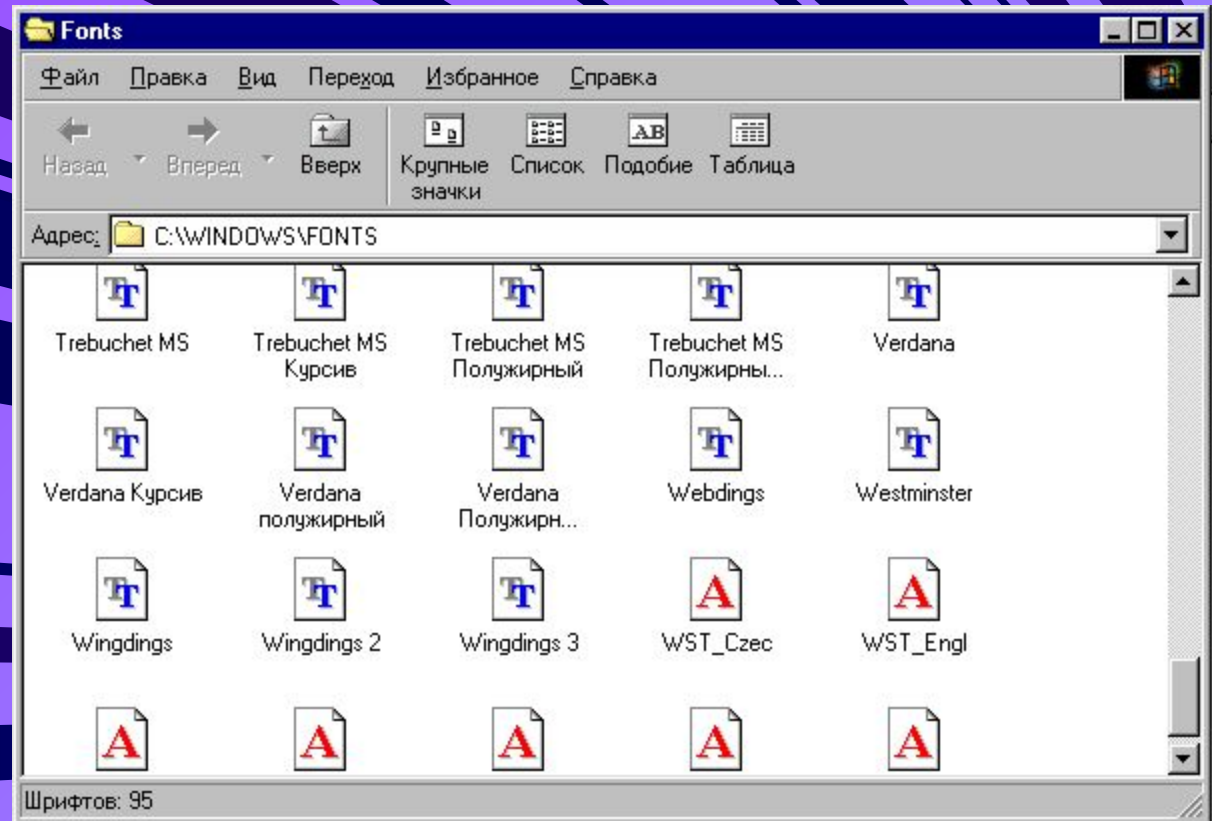 Fonts
Файл Правка Вид Переход Избранное Справка
Назад Вперед Вверх Крупные значки Список Подобие Таблица
Адрес: C:\WINDOWS\FONTS
Trebuchet MS
Trebuchet MS Курсив
Trebuchet MS Полужирный
Trebuchet MS Полужирны...
Verdana
Verdana Курсив
Verdana полужирный
Verdana Полужирн...
Webdings
Westminster
Wingdings
Wingdings 2
Wingdings 3
WST_Czec
WST_Engl
Шрифтов: 95